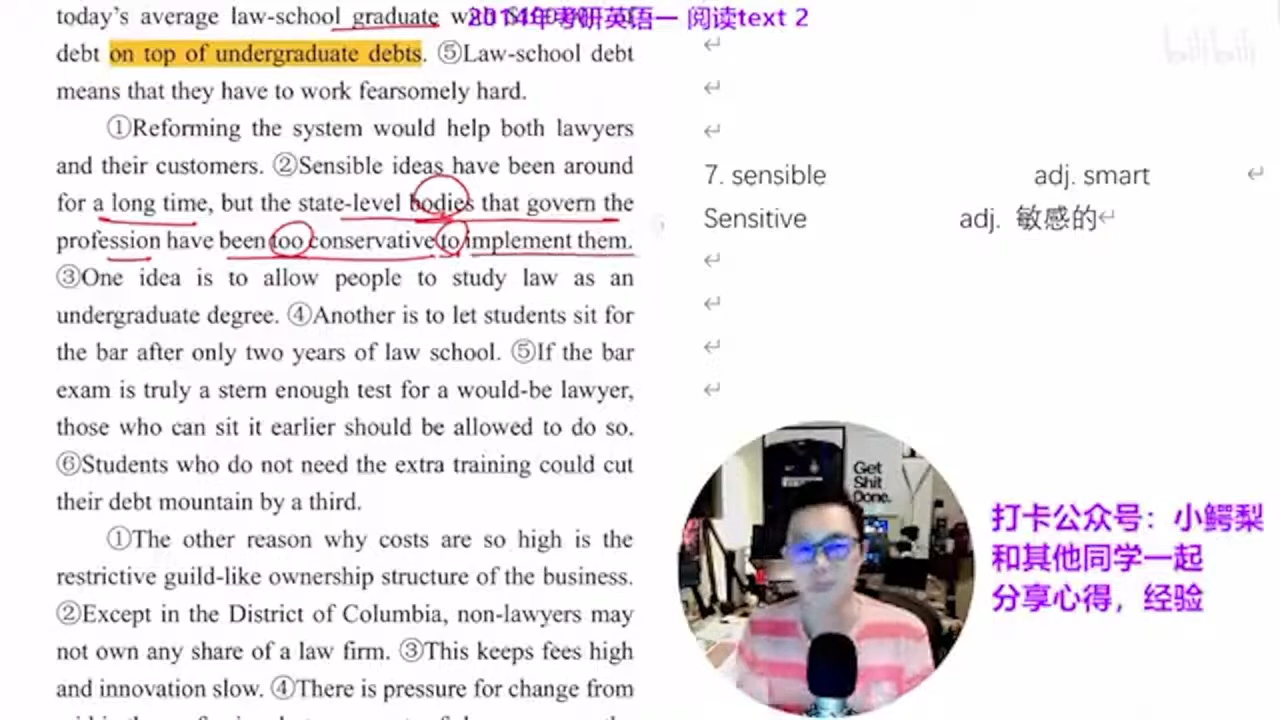 2014年考研英语一 阅读text 2
today's average law-school graduate
debt on top of undergraduate debts. ⑤Law-school debt
means that they have to work fearsomely hard.
①Reforming the system would help both lawyers
and their customers. ②Sensible ideas have been around
for a long time, but the state-level bodies that govern the
profession have been too conservative to implement them.
③One idea is to allow people to study law as an
undergraduate degree. ④Another is to let students sit for
the bar after only two years of law school. ⑤If the bar
exam is truly a stern enough test for a would-be lawyer,
those who can sit it earlier should be allowed to do so.
⑥Students who do not need the extra training could cut
their debt mountain by a third.
①The other reason why costs are so high is the
restrictive guild-like ownership structure of the business.
②Except in the District of Columbia, non-lawyers may
not own any share of a law firm. ③This keeps fees high
and innovation slow. ④There is pressure for change from
bilibili
7. sensible adj. smart
Sensitive adj. 敏感的
Get
Shit
Done.
打卡公众号：小鳄梨
和其他同学一起
分享心得，经验